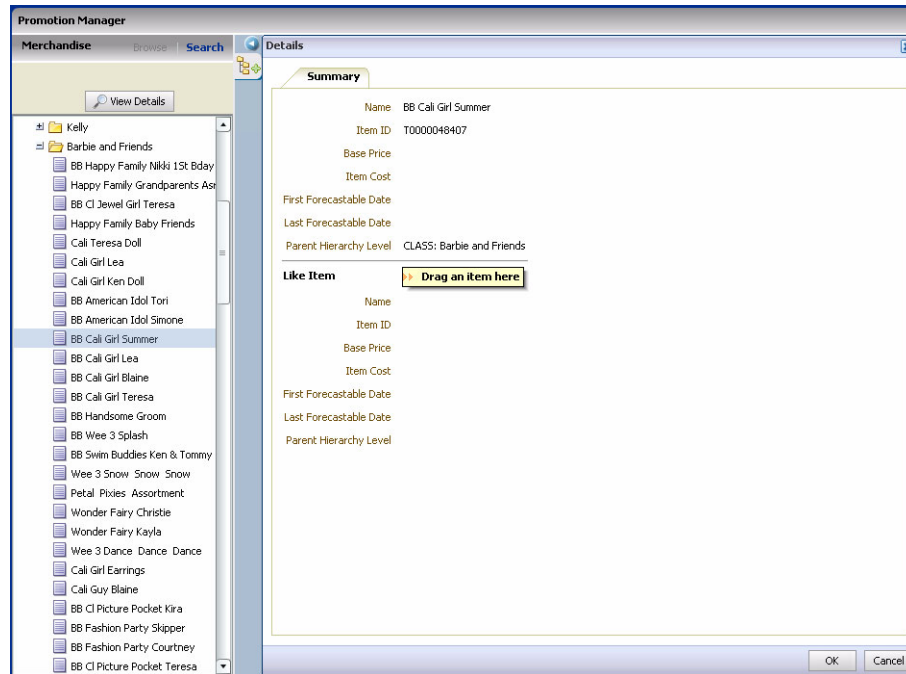 Promotion Manager
Merchandise Browse Search
View Details
Kelly
Barbie and Friends
BB Happy Family Nikki 1St Bday
Happy Family Grandparents Asr
BB Cl Jewel Girl Teresa
Happy Family Baby Friends
Cali Teresa Doll
Cali Girl Lea
Cali Girl Ken Doll
BB American Idol Tori
BB American Idol Simone
BB Cali Girl Summer
BB Cali Girl Lea
BB Cali Girl Blaine
BB Cali Girl Teresa
BB Handsome Groom
BB Wee 3 Splash
BB Swim Buddies Ken & Tommy
Wee 3 Snow Snow Snow
Petal Pixies Assortment
Wonder Fairy Christie
Wonder Fairy Kayla
Wee 3 Dance Dance Dance
Cali Girl Earrings
Cali Guy Blaine
BB Cl Picture Pocket Kira
BB Fashion Party Skipper
BB Fashion Party Courtney
BB Cl Picture Pocket Teresa
Details
Summary
Name BB Cali Girl Summer
Item ID T0000048407
Base Price
Item Cost
First Forecastable Date
Last Forecastable Date
Parent Hierarchy Level CLASS: Barbie and Friends
Like Item Drag an item here
Name
Item ID
Base Price
Item Cost
First Forecastable Date
Last Forecastable Date
Parent Hierarchy Level
OK Cancel